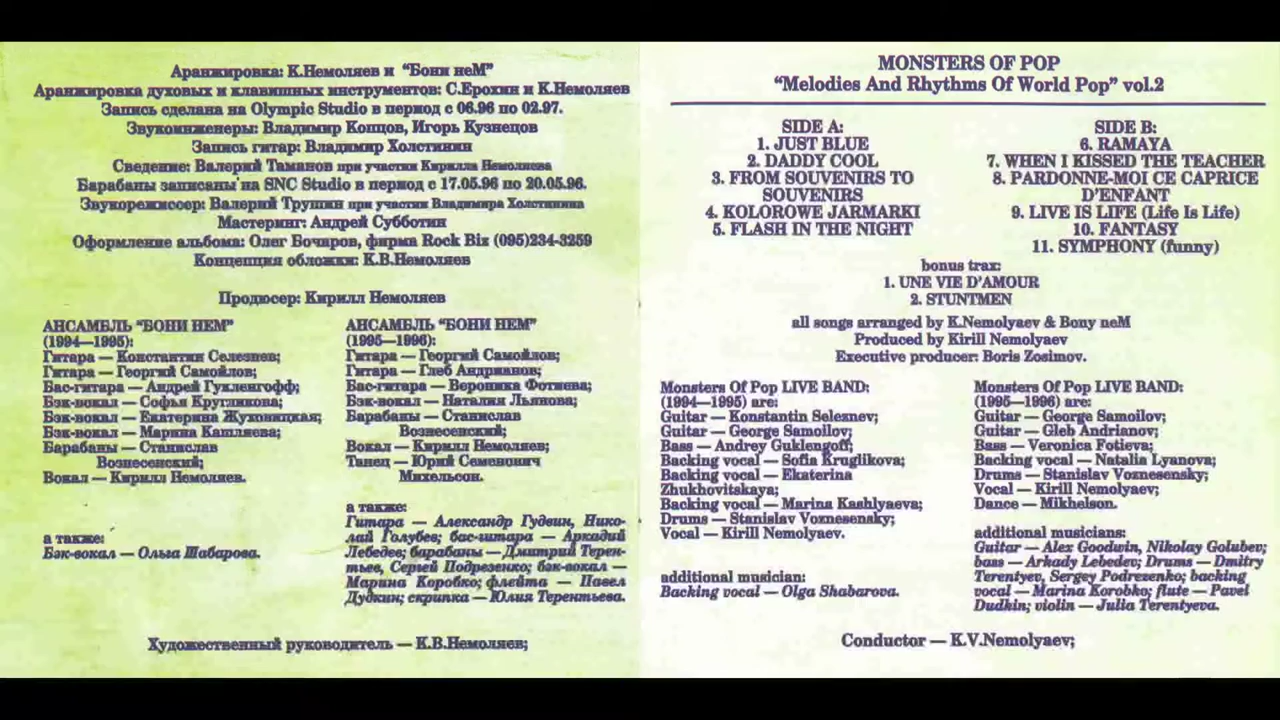 Аранжировка: К.Немоляев и "Бони неМ"
Аранжировка духовых и клавишных инструментов: С.Ерохин и К.Немоляев
Запись сделана на Olympic Studio в период с 06.96 по 02.97.
Звукоинженеры: Владимир Копцов, Игорь Кузнецов
Запись гитар: Владимир Холстинин
Сведение: Валерий Таманов при участии Кирилла Немоляева
Барабаны записаны на SNC Studio в период с 17.05.96 по 20.05.96.
Звукорежиссер: Валерий Трушин при участии Владимира Холстинина
Мастеринг: Андрей Субботин
Оформление альбома: Олег Бочаров, фирма Rock Biz (095)234-3259
Концепция обложки: К.В.Немоляев
Продюсер: Кирилл Немоляев
АНСАМБЛЬ "БОНИ НЕМ"
(1994—1995):
Гитара — Константин Селезнев;
Гитара — Георгий Самойлов;
Бас-гитара — Андрей Гукленгофф;
Бэк-вокал — Софья Кругликова;
Бэк-вокал — Екатерина Жуховицкая;
Бэк-вокал — Марина Кашляева;
Барабаны — Станислав
Вознесенский;
Вокал — Кирилл Немоляев.
а также:
Бэк-вокал — Ольга Шабарова.
АНСАМБЛЬ "БОНИ НЕМ"
(1995—1996):
Гитара — Георгий Самойлов;
Гитара — Глеб Андрианов;
Бас-гитара — Вероника Фотиева;
Бэк-вокал — Наталия Льянова;
Барабаны — Станислав
Вознесенский;
Вокал — Кирилл Немоляев;
Танец — Юрий Семенович
Михельсон.
а также:
Гитара — Александр Гудвин, Нико-
лай Голубев; бас-гитара — Аркадий
Лебедев; барабаны — Дмитрий Терен-
тьев, Сергей Подрезенко; бэк-вокал —
Марина Коробко; флейта — Павел
Дудкин; скрипка — Юлия Терентьева.
Художественный руководитель — К.В.Немоляев;
MONSTERS OF POP
"Melodies And Rhythms Of World Pop" vol.2
SIDE A:
1. JUST BLUE
2. DADDY COOL
3. FROM SOUVENIRS TO
SOUVENIRS
4. KOLOROWE JARMARKI
5. FLASH IN THE NIGHT
SIDE B:
6. RAMAYA
7. WHEN I KISSED THE TEACHER
8. PARDONNE-MOI CE CAPRICE
D'ENFANT
9. LIVE IS LIFE (Life Is Life)
10. FANTASY
11. SYMPHONY (funny)
bonus trax:
1. UNE VIE D'AMOUR
2. STUNTMEN
all songs arranged by K.Nemolyaev & Bony neM
Produced by Kirill Nemolyaev
Executive producer: Boris Zosimov.
Monsters Of Pop LIVE BAND:
(1994—1995) are:
Guitar — Konstantin Seleznev;
Guitar — George Samoilov;
Bass — Andrey Guklengoff;
Backing vocal — Sofia Kruglikova;
Backing vocal — Ekaterina
Zhukhovitskaya;
Backing vocal — Marina Kashlyaeva;
Drums — Stanislav Voznesensky;
Vocal — Kirill Nemolyaev.
additional musician:
Backing vocal — Olga Shabarova.
Monsters Of Pop LIVE BAND:
(1995—1996) are:
Guitar — George Samoilov;
Guitar — Gleb Andrianov;
Bass — Veronica Fotieva;
Backing vocal — Natalia Lyanova;
Drums — Stanislav Voznesensky;
Vocal — Kirill Nemolyaev;
Dance — Mikhelson.
additional musicians:
Guitar — Alex Goodwin, Nikolay Golubev;
bass — Arkady Lebedev; Drums — Dmitry
Terentyev, Sergey Podrezenko; backing
vocal — Marina Korobko; flute — Pavel
Dudkin; violin — Julia Terentyeva.
Conductor — K.V.Nemolyaev;